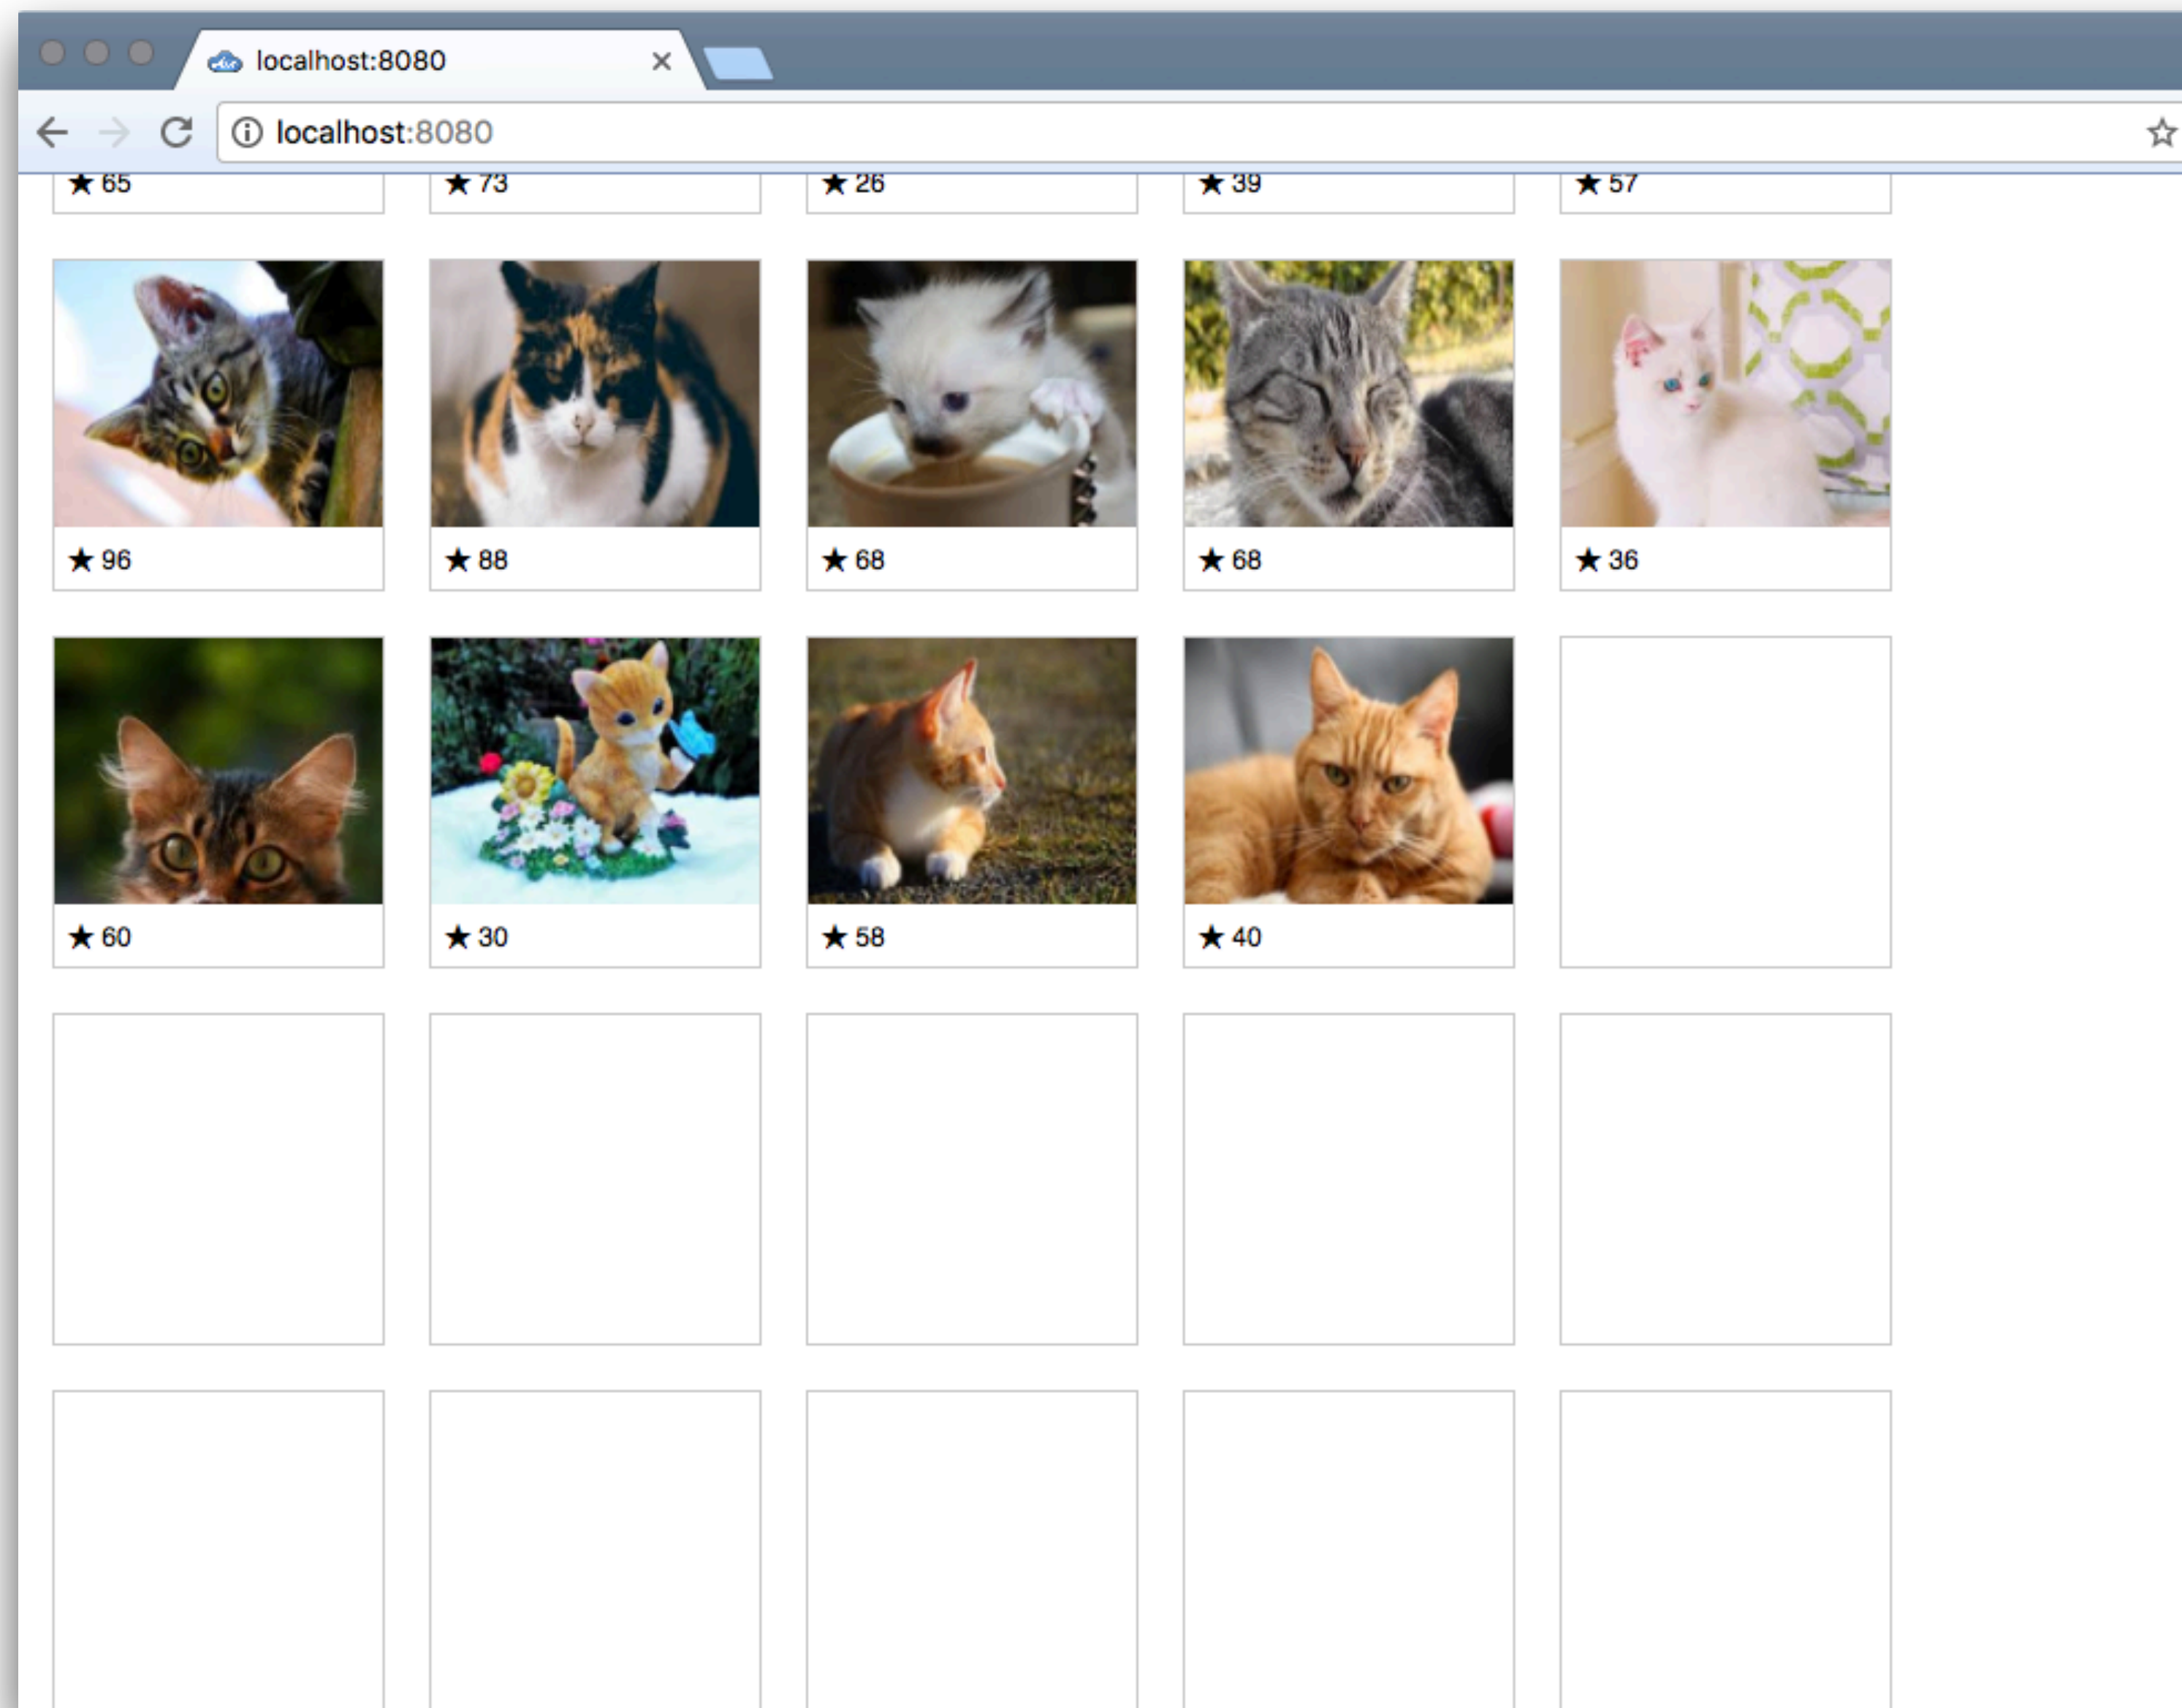 localhost:8080
localhost:8080
★ 65 ★ 73 ★ 26 ★ 39 ★ 57
★ 96 ★ 88 ★ 68 ★ 68 ★ 36
★ 60 ★ 30 ★ 58 ★ 40